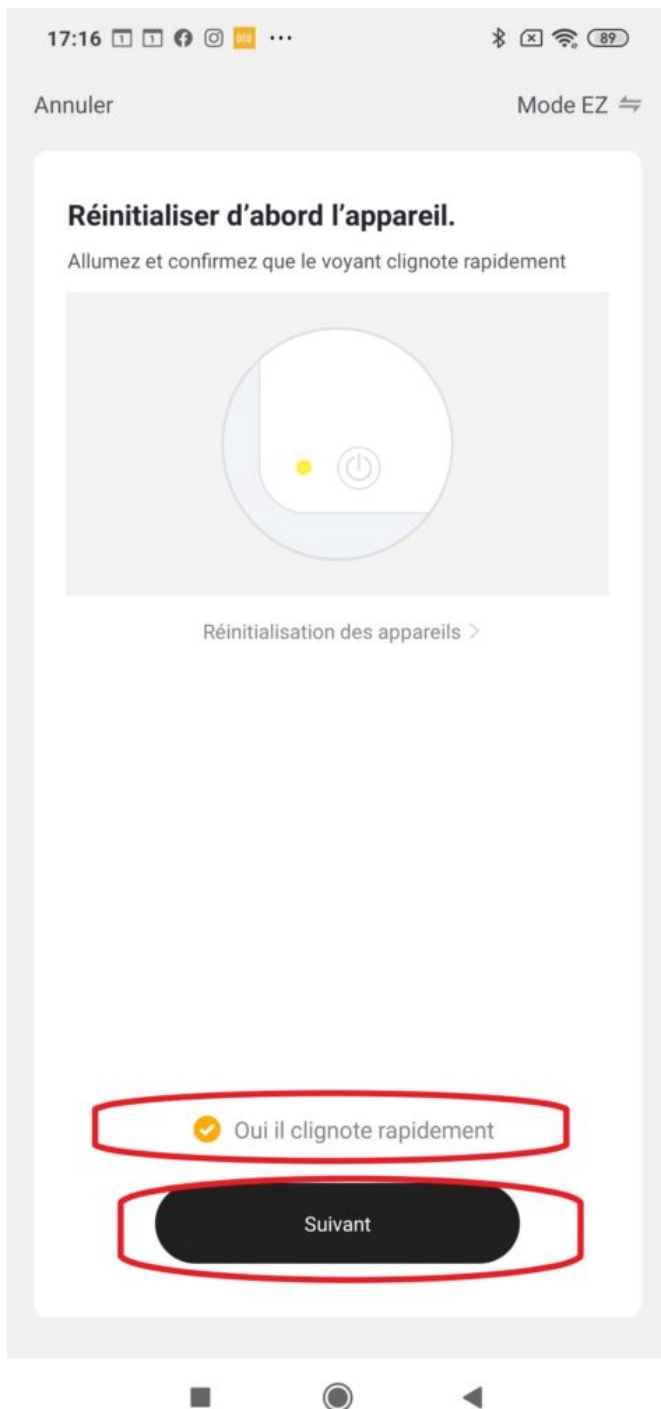 17:16
89
Annuler
Mode EZ
Réinitialiser d’abord l’appareil.
Allumez et confirmez que le voyant clignote rapidement
Réinitialisation des appareils >
Oui il clignote rapidement
Suivant